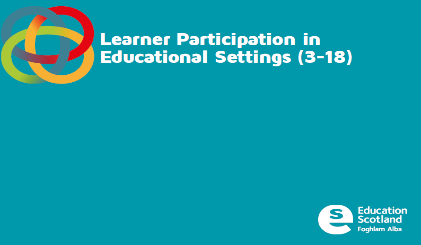 Learner Participation in
Educational Settings (3-18)
Education
Scotland
Foghlam Alba